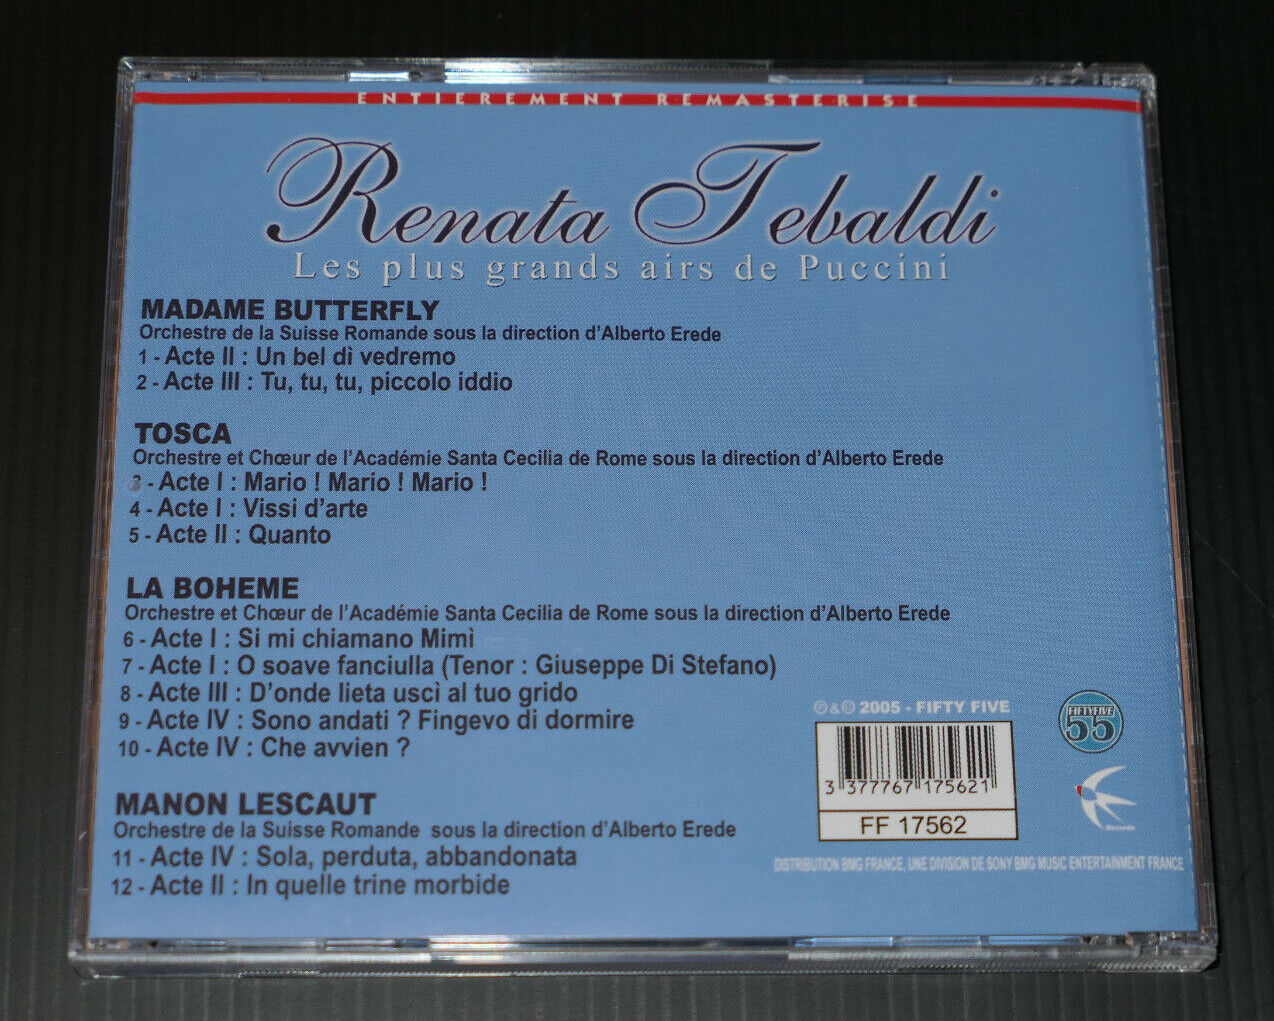 ENTIEREMENT REMASTERISE
Renata Tebaldi
Les plus grands airs de Puccini
MADAME BUTTERFLY
Orchestre de la Suisse Romande sous la direction d'Alberto Erede
1 - Acte II : Un bel dì vedremo
2 - Acte III : Tu, tu, tu, piccolo iddio
TOSCA
Orchestre et Chœur de l'Académie Santa Cecilia de Rome sous la direction d'Alberto Erede
3 - Acte I : Mario ! Mario ! Mario !
4 - Acte I : Vissi d'arte
5 - Acte II : Quanto
LA BOHEME
Orchestre et Chœur de l'Académie Santa Cecilia de Rome sous la direction d'Alberto Erede
6 - Acte I : Si mi chiamano Mimì
7 - Acte I : O soave fanciulla (Tenor : Giuseppe Di Stefano)
8 - Acte III : D'onde lieta uscì al tuo grido
9 - Acte IV : Sono andati ? Fingevo di dormire
10 - Acte IV : Che avvien ?
MANON LESCAUT
Orchestre de la Suisse Romande sous la direction d'Alberto Erede
11 - Acte IV : Sola, perduta, abbandonata
12 - Acte II : In quelle trine morbide
℗ & © 2005 - FIFTY FIVE
FIFTYFIVE
55
3 377767 175621
FF 17562
Records
DISTRIBUTION BMG FRANCE, UNE DIVISION DE SONY BMG MUSIC ENTERTAINMENT FRANCE